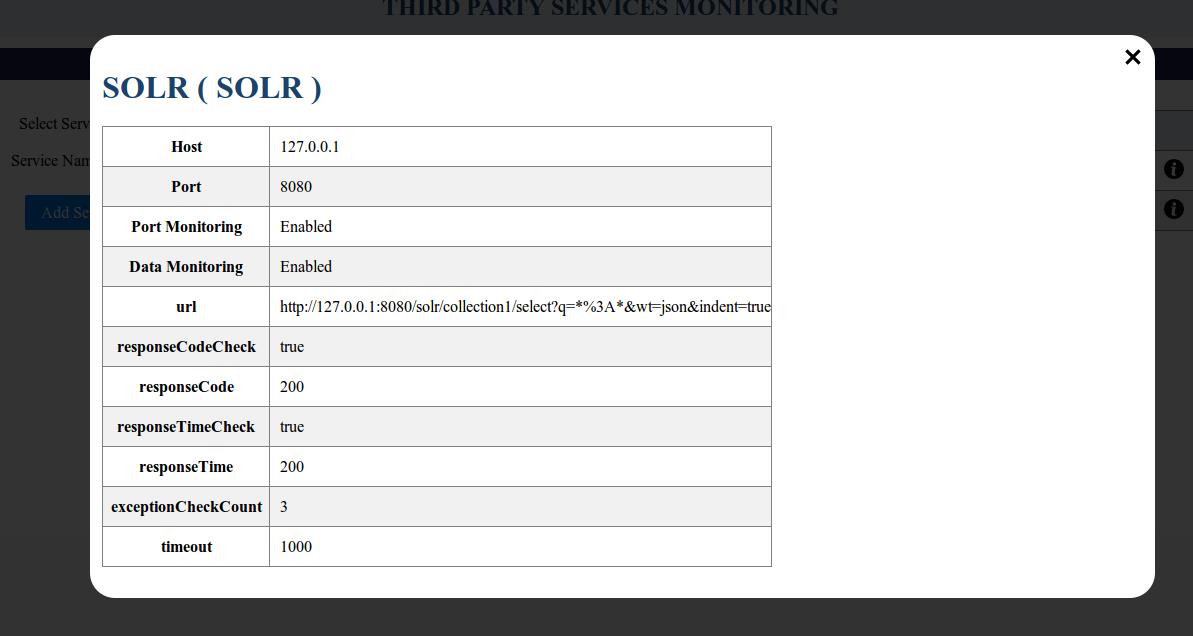 THIRD PARTY SERVICES MONITORING
SOLR ( SOLR )
Select Serv
Service Nam
Add Se
Host 127.0.0.1
Port 8080
Port Monitoring Enabled
Data Monitoring Enabled
url http://127.0.0.1:8080/solr/collection1/select?q=*%3A*&wt=json&indent=true
responseCodeCheck true
responseCode 200
responseTimeCheck true
responseTime 200
exceptionCheckCount 3
timeout 1000